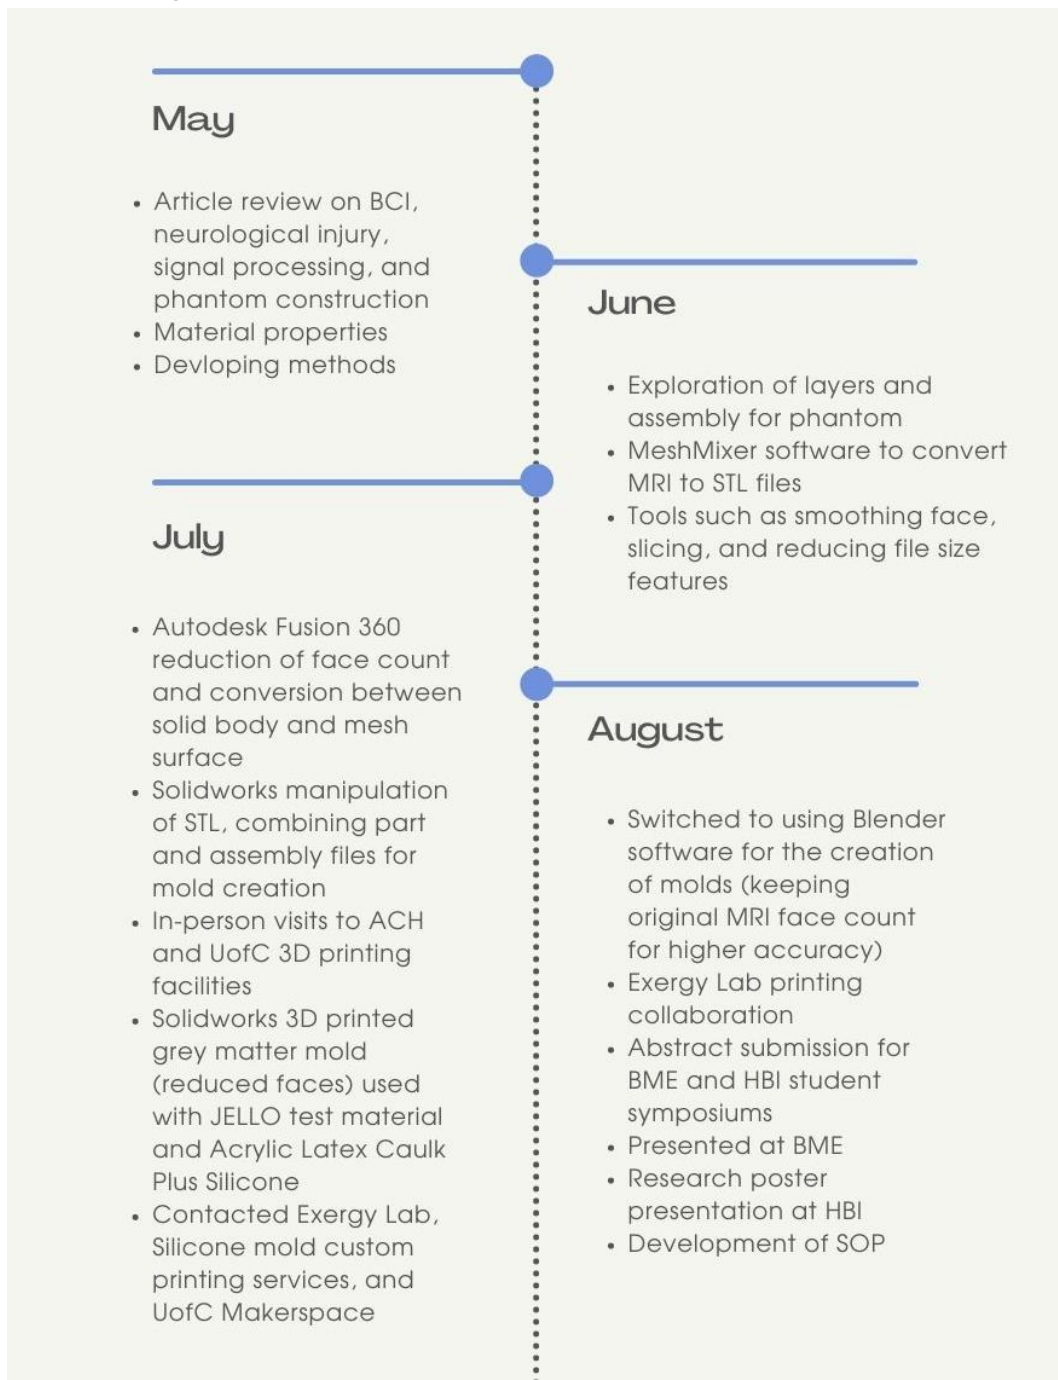 May
• Article review on BCI,
neurological injury,
signal processing, and
phantom construction
• Material properties
• Devloping methods
June
• Exploration of layers and
assembly for phantom
• MeshMixer software to convert
MRI to STL files
• Tools such as smoothing face,
slicing, and reducing file size
features
July
• Autodesk Fusion 360
reduction of face count
and conversion between
solid body and mesh
surface
• Solidworks manipulation
of STL, combining part
and assembly files for
mold creation
• In-person visits to ACH
and UofC 3D printing
facilities
• Solidworks 3D printed
grey matter mold
(reduced faces) used
with JELLO test material
and Acrylic Latex Caulk
Plus Silicone
• Contacted Exergy Lab,
Silicone mold custom
printing services, and
UofC Makerspace
August
• Switched to using Blender
software for the creation
of molds (keeping
original MRI face count
for higher accuracy)
• Exergy Lab printing
collaboration
• Abstract submission for
BME and HBI student
symposiums
• Presented at BME
• Research poster
presentation at HBI
• Development of SOP